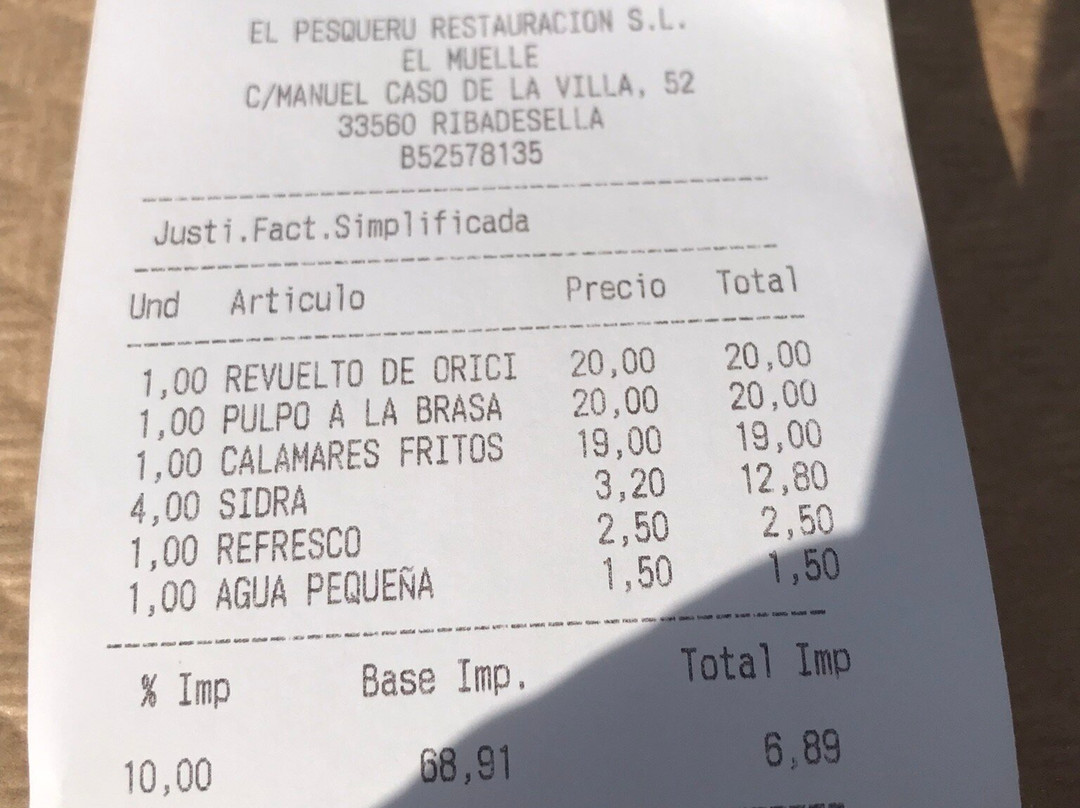 EL PESQUERU RESTAURACION S.L.
EL MUELLE
C/MANUEL CASO DE LA VILLA, 52
33560 RIBADESELLA
B52578135
Justi.Fact.Simplificada
Und Articulo Precio Total
1,00 REVUELTO DE ORICI 20,00 20,00
1,00 PULPO A LA BRASA 20,00 20,00
1,00 CALAMARES FRITOS 19,00 19,00
4,00 SIDRA 3,20 12,80
1,00 REFRESCO 2,50 2,50
1,00 AGUA PEQUEÑA 1,50 1,50
% Imp Base Imp. Total Imp
10,00 68,91 6,89